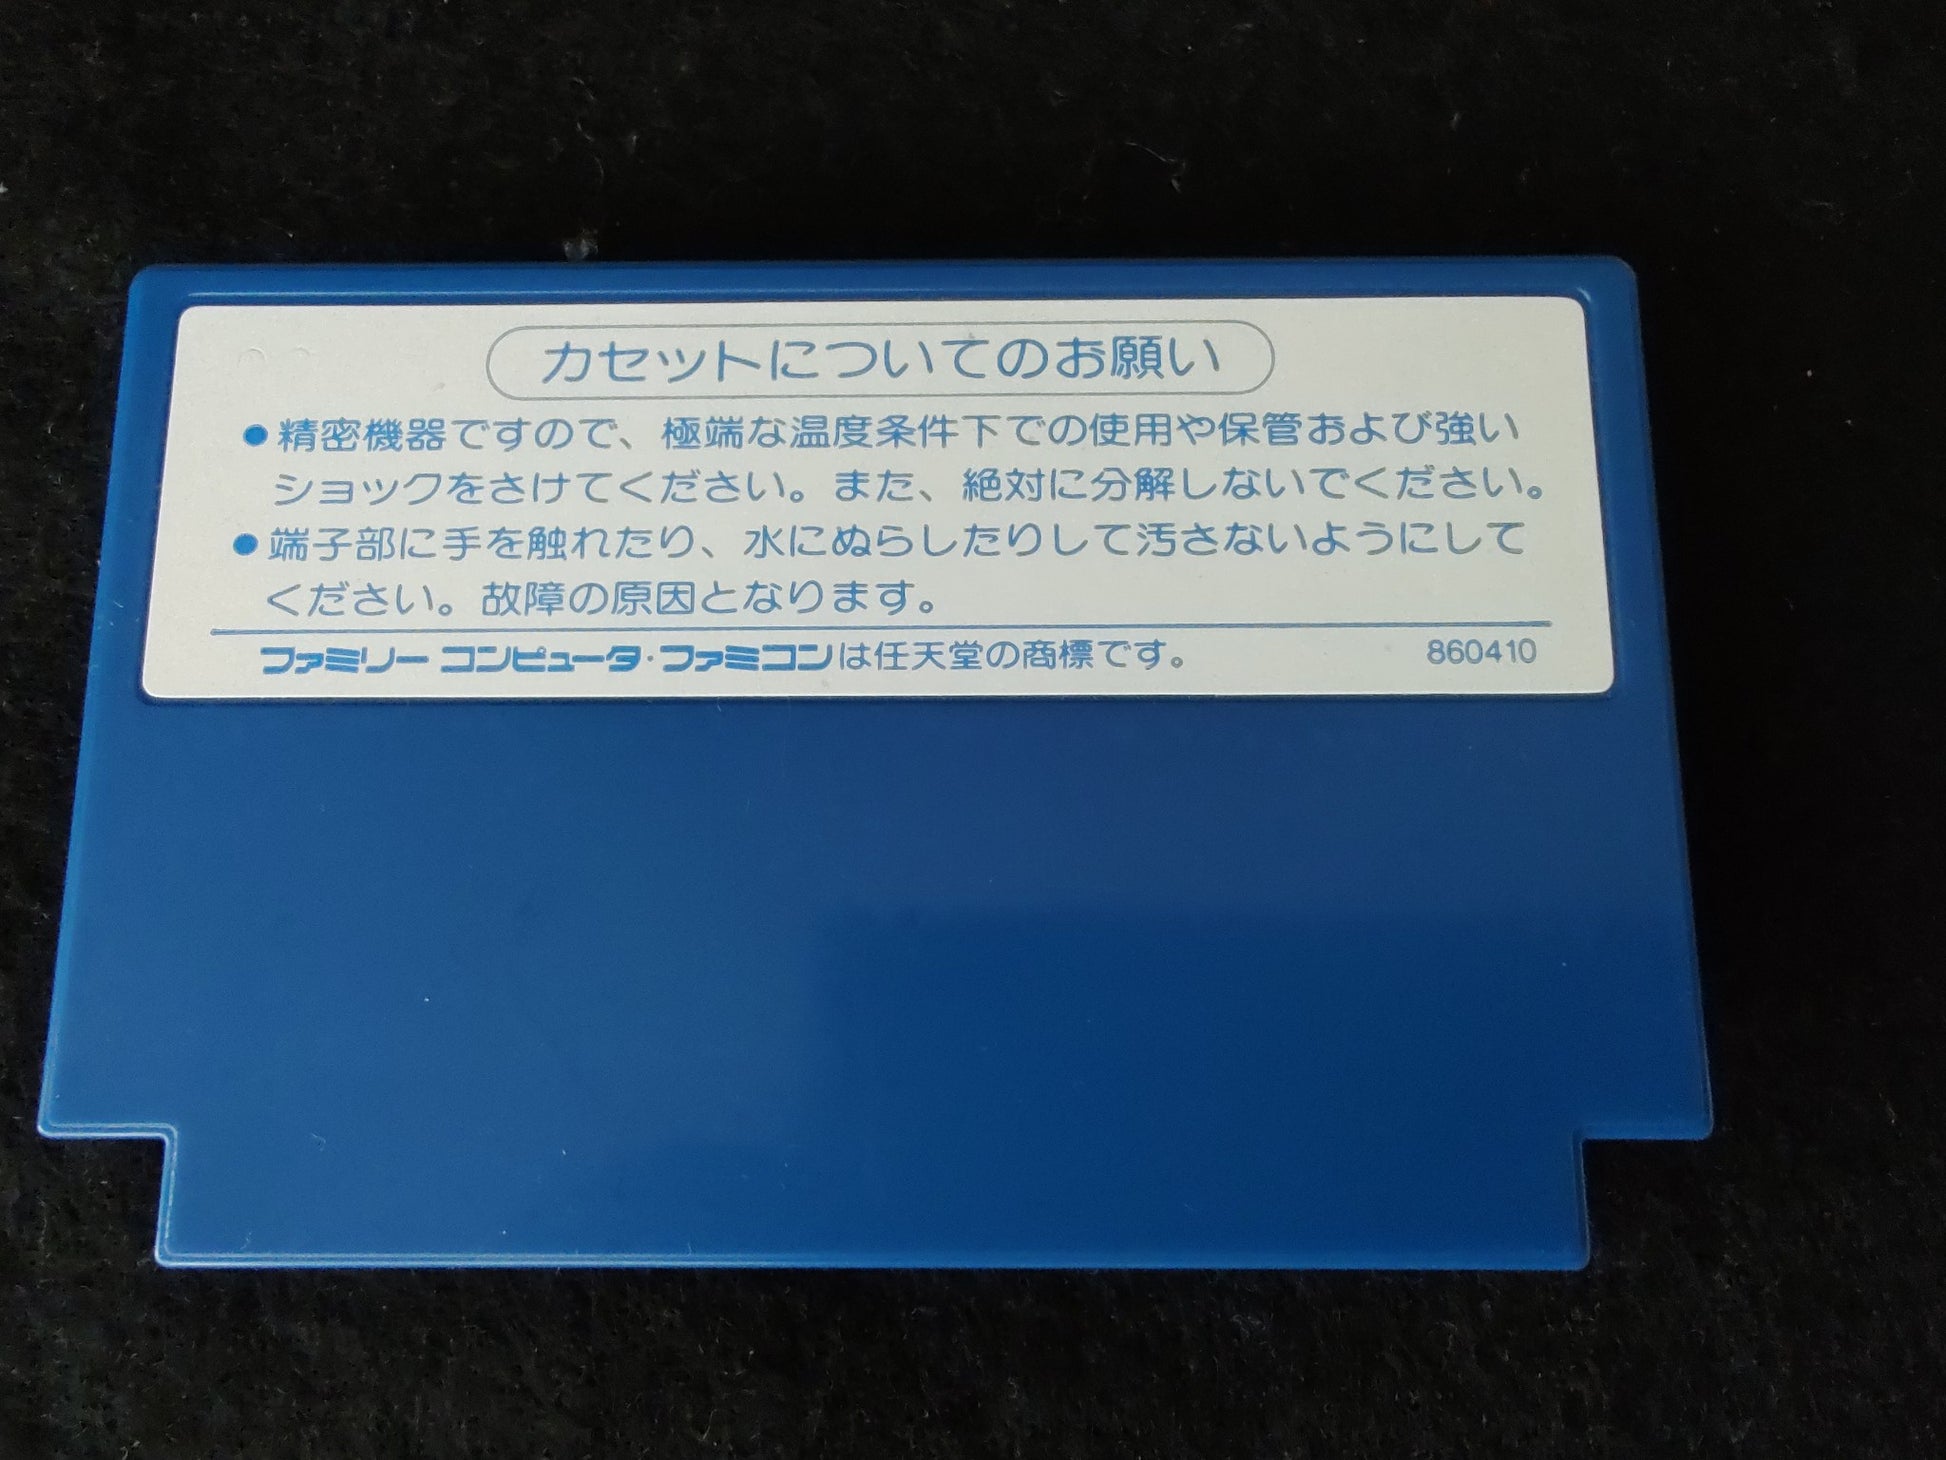 カセットについてのお願い
●精密機器ですので、極端な温度条件下での使用や保管および強い
ショックをさけてください。また、絶対に分解しないでください。
●端子部に手を触れたり、水にぬらしたりして汚さないようにして
ください。故障の原因となります。
ファミリーコンピュータ・ファミコンは任天堂の商標です。 860410